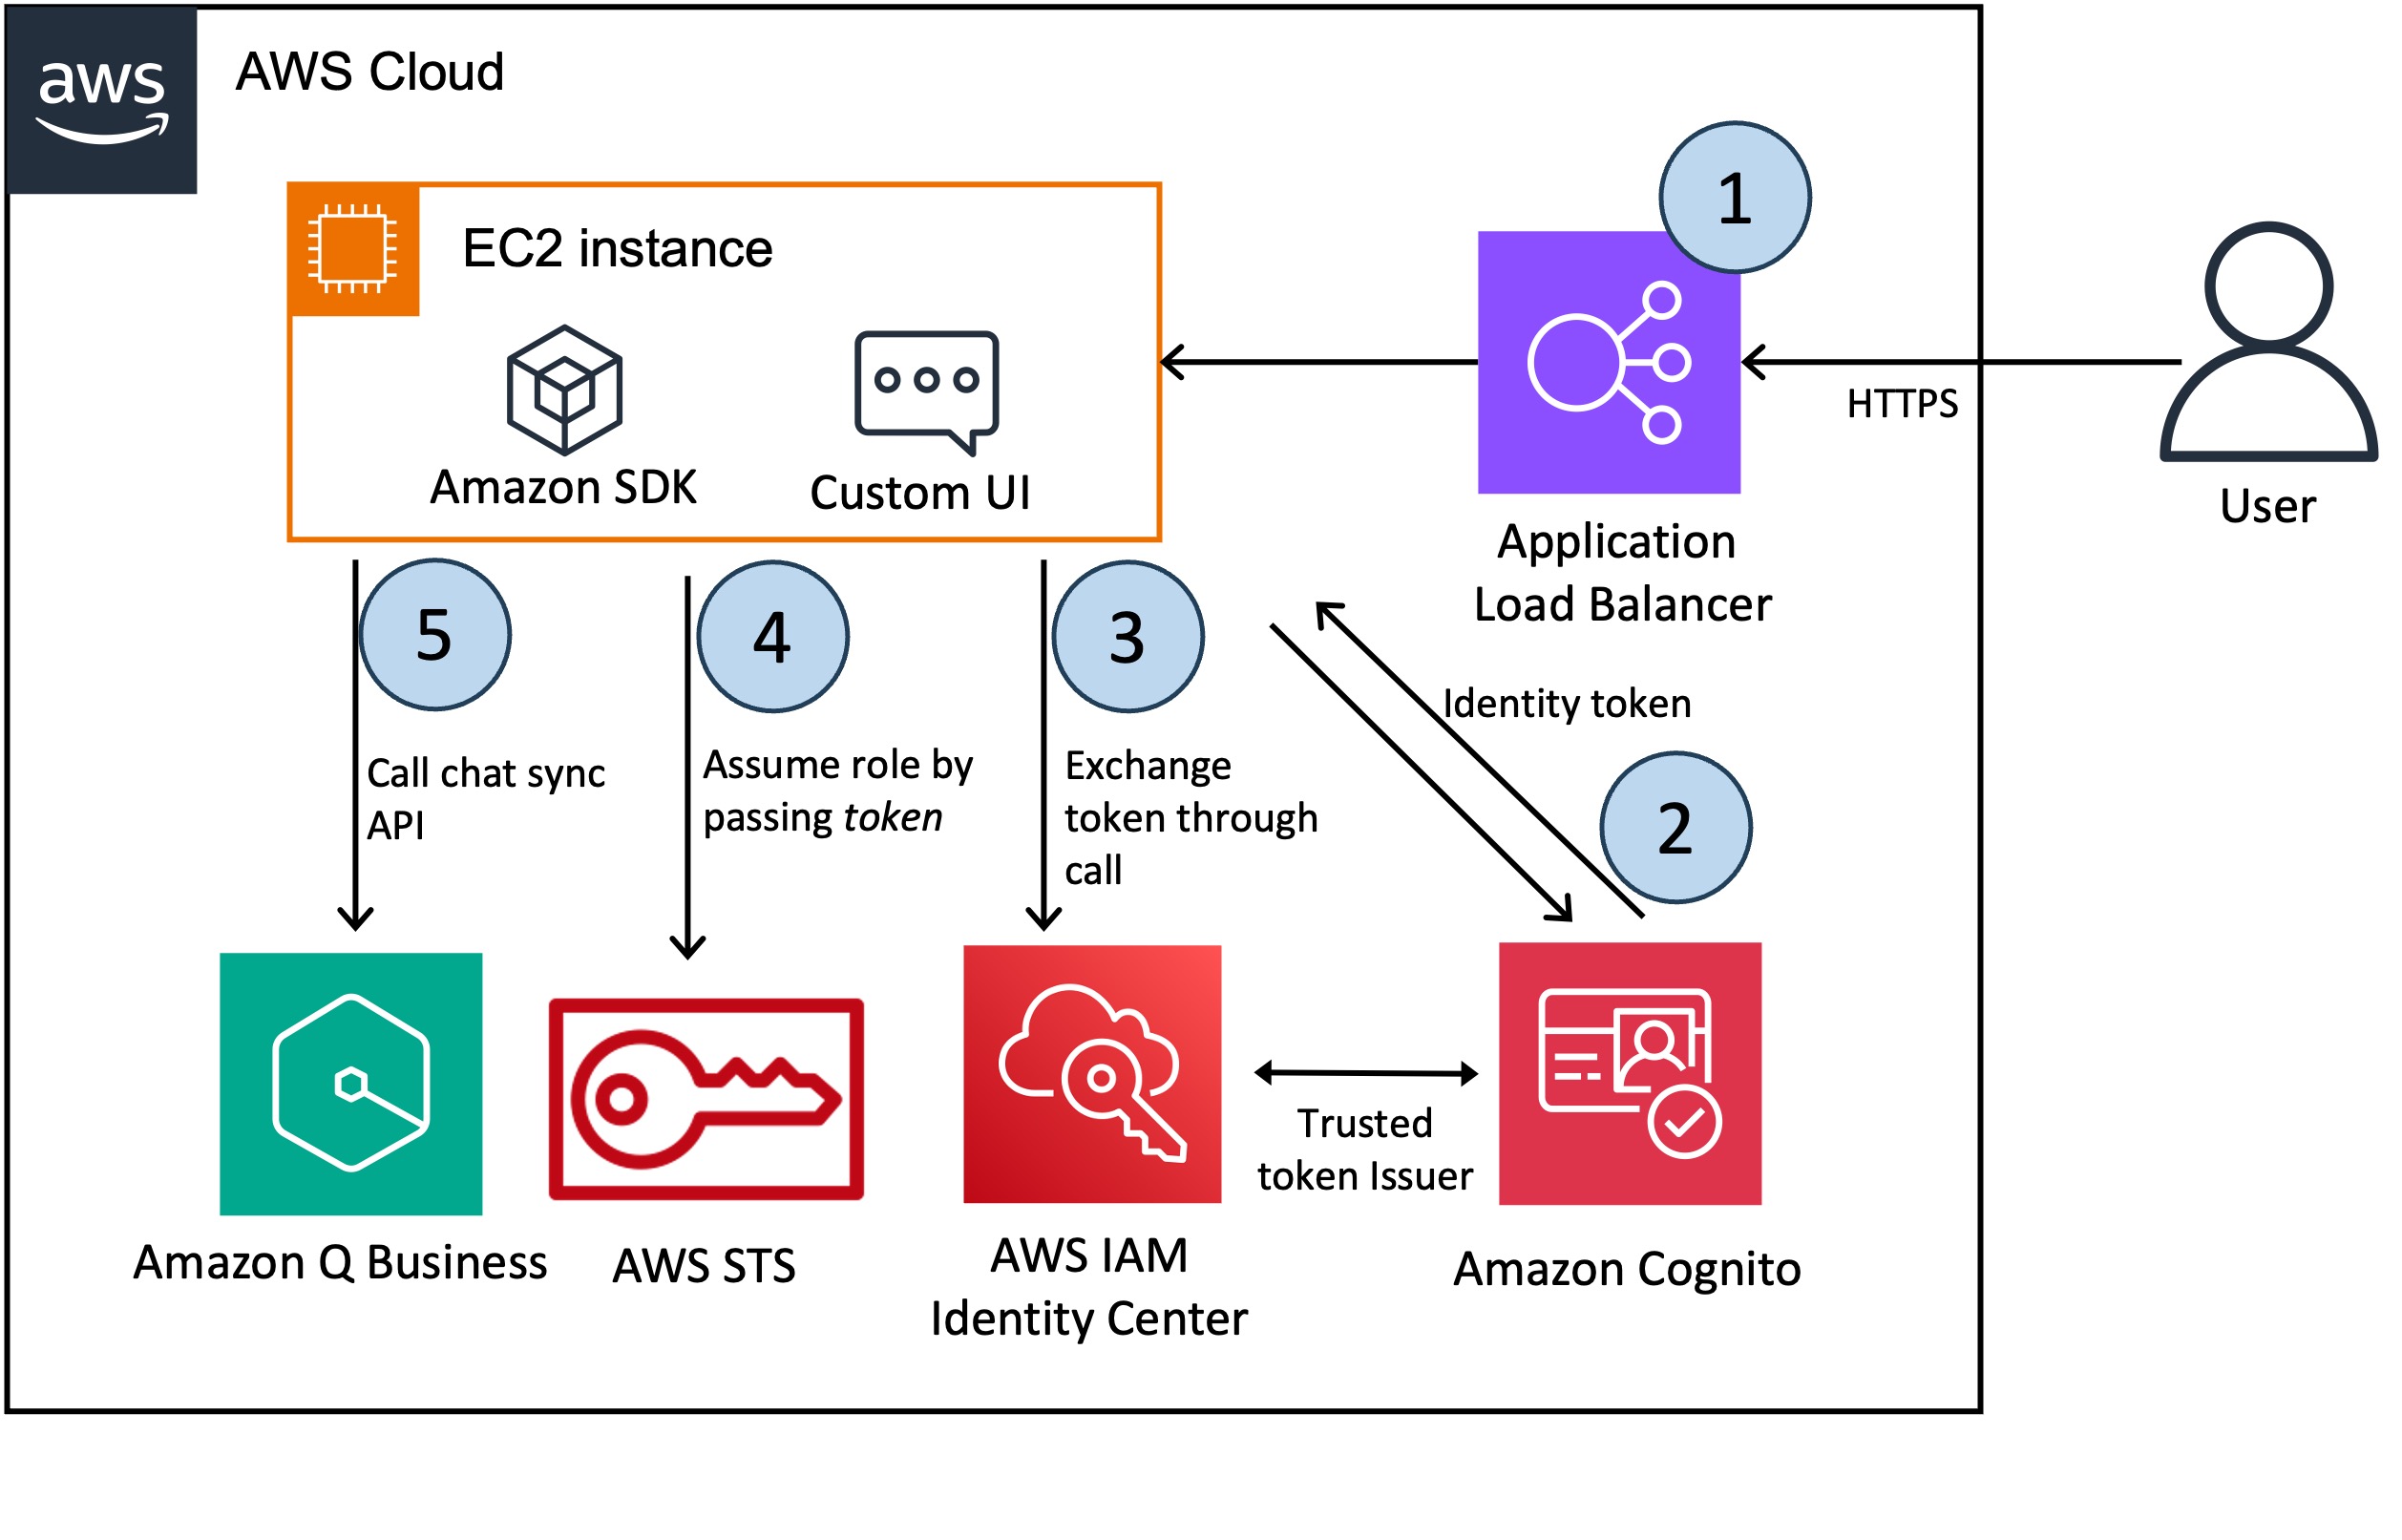 aws
AWS Cloud
1
EC2 instance
Amazon SDK
Custom UI
HTTPS
User
Application
Load Balancer
5
4
3
Identity token
Call chat sync
API
Assume role by
passing token
Exchange
token through
call
2
Trusted
token Issuer
Amazon Q Business
AWS STS
AWS IAM
Identity Center
Amazon Cognito